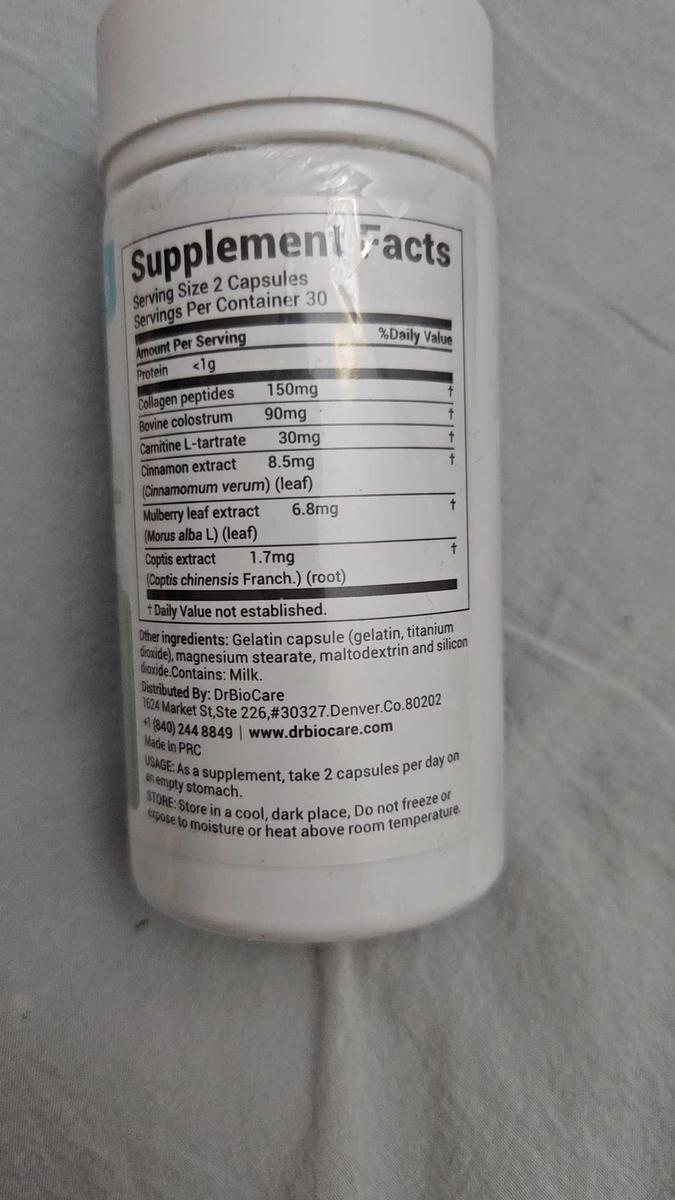 Supplement Facts
Serving Size 2 Capsules
Servings Per Container 30
Amount Per Serving %Daily Value
Protein <1g
Collagen peptides 150mg †
Bovine colostrum 90mg †
Carnitine L-tartrate 30mg †
Cinnamon extract 8.5mg †
(Cinnamomum verum) (leaf)
Mulberry leaf extract 6.8mg †
(Morus alba L) (leaf)
Coptis extract 1.7mg †
(Coptis chinensis Franch.) (root)
† Daily Value not established.
Other ingredients: Gelatin capsule (gelatin, titanium
dioxide), magnesium stearate, maltodextrin and silicon
dioxide.Contains: Milk.
Distributed By: DrBioCare
1624 Market St,Ste 226,#30327.Denver.Co.80202
+1 (840) 244 8849 | www.drbiocare.com
Made in PRC
USAGE: As a supplement, take 2 capsules per day on
an empty stomach.
STORE: Store in a cool, dark place, Do not freeze or
expose to moisture or heat above room temperature.